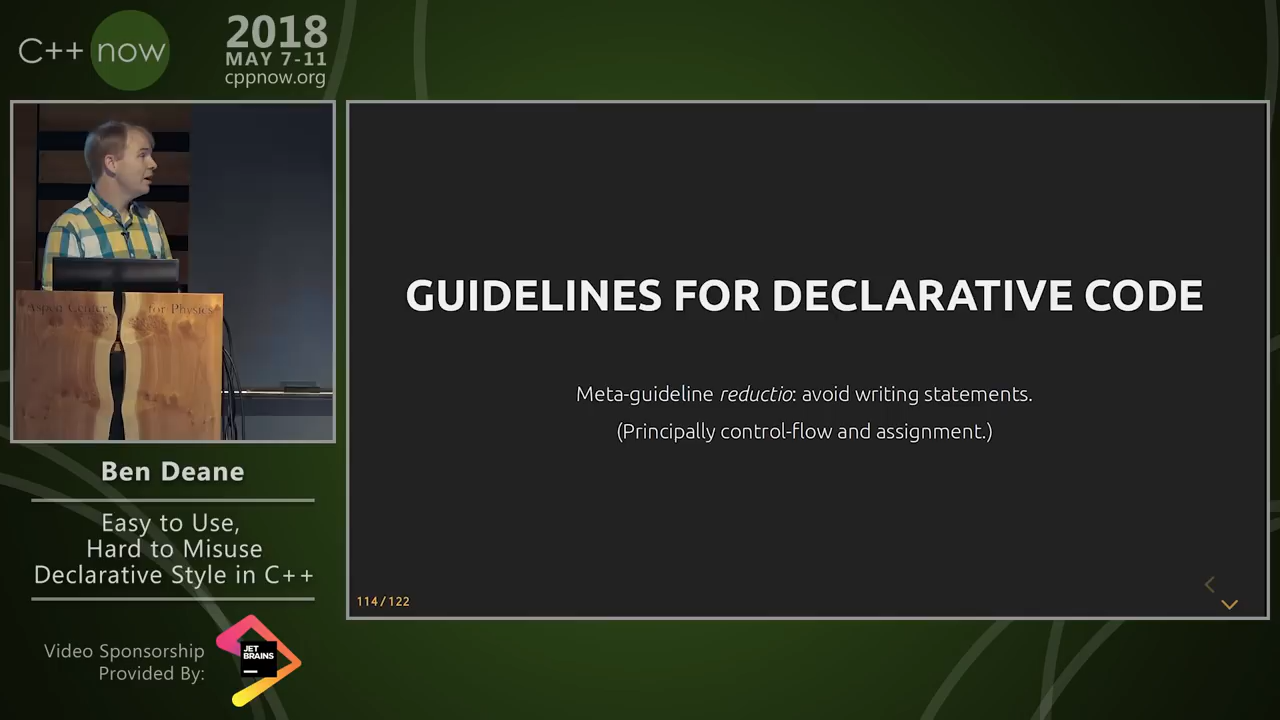 C++ now
2018
MAY 7-11
cppnow.org
Aspen Center for Physics
GUIDELINES FOR DECLARATIVE CODE
Meta-guideline reductio: avoid writing statements.
(Principally control-flow and assignment.)
114/122
Ben Deane
Easy to Use,
Hard to Misuse
Declarative Style in C++
Video Sponsorship
Provided By:
JET
BRAINS